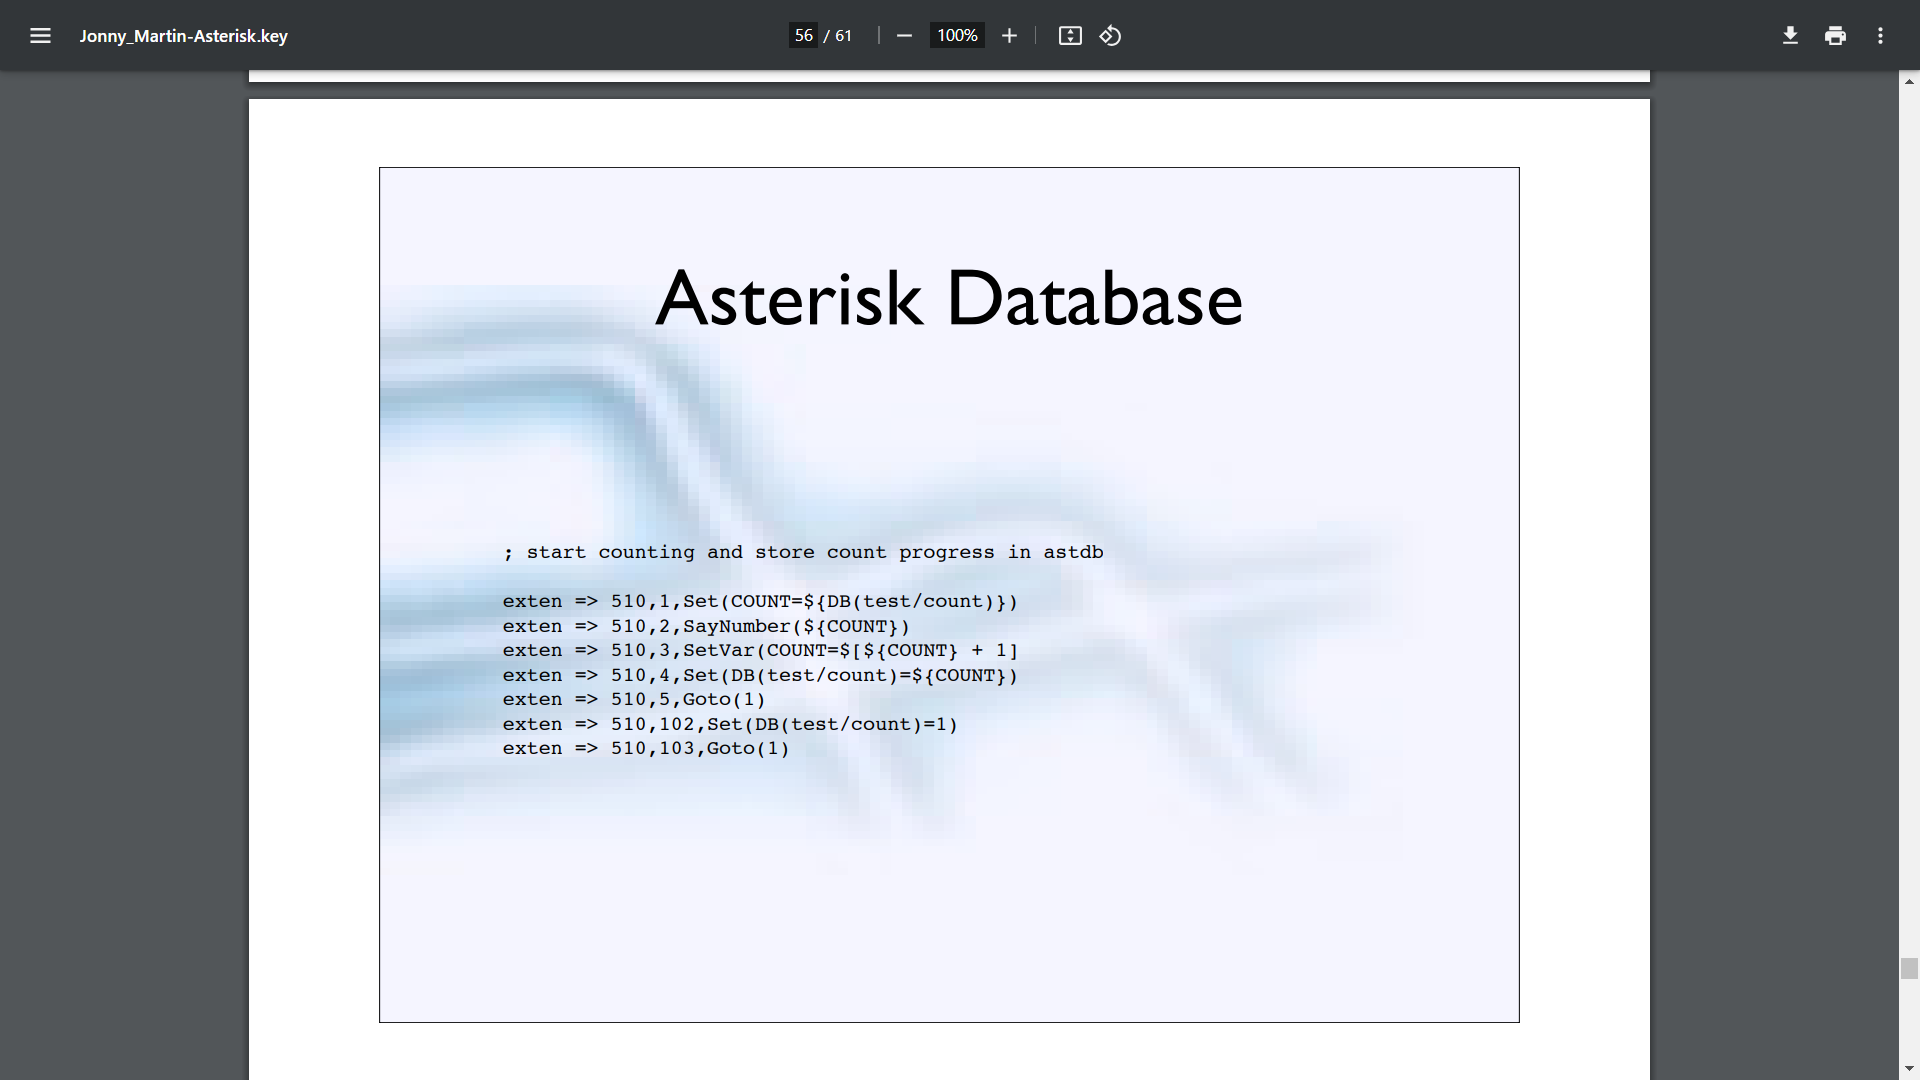 Jonny_Martin-Asterisk.key
56 / 61
100%
Asterisk Database
; start counting and store count progress in astdb
exten => 510,1,Set(COUNT=${DB(test/count)})
exten => 510,2,SayNumber(${COUNT})
exten => 510,3,SetVar(COUNT=$[${COUNT} + 1]
exten => 510,4,Set(DB(test/count)=${COUNT})
exten => 510,5,Goto(1)
exten => 510,102,Set(DB(test/count)=1)
exten => 510,103,Goto(1)